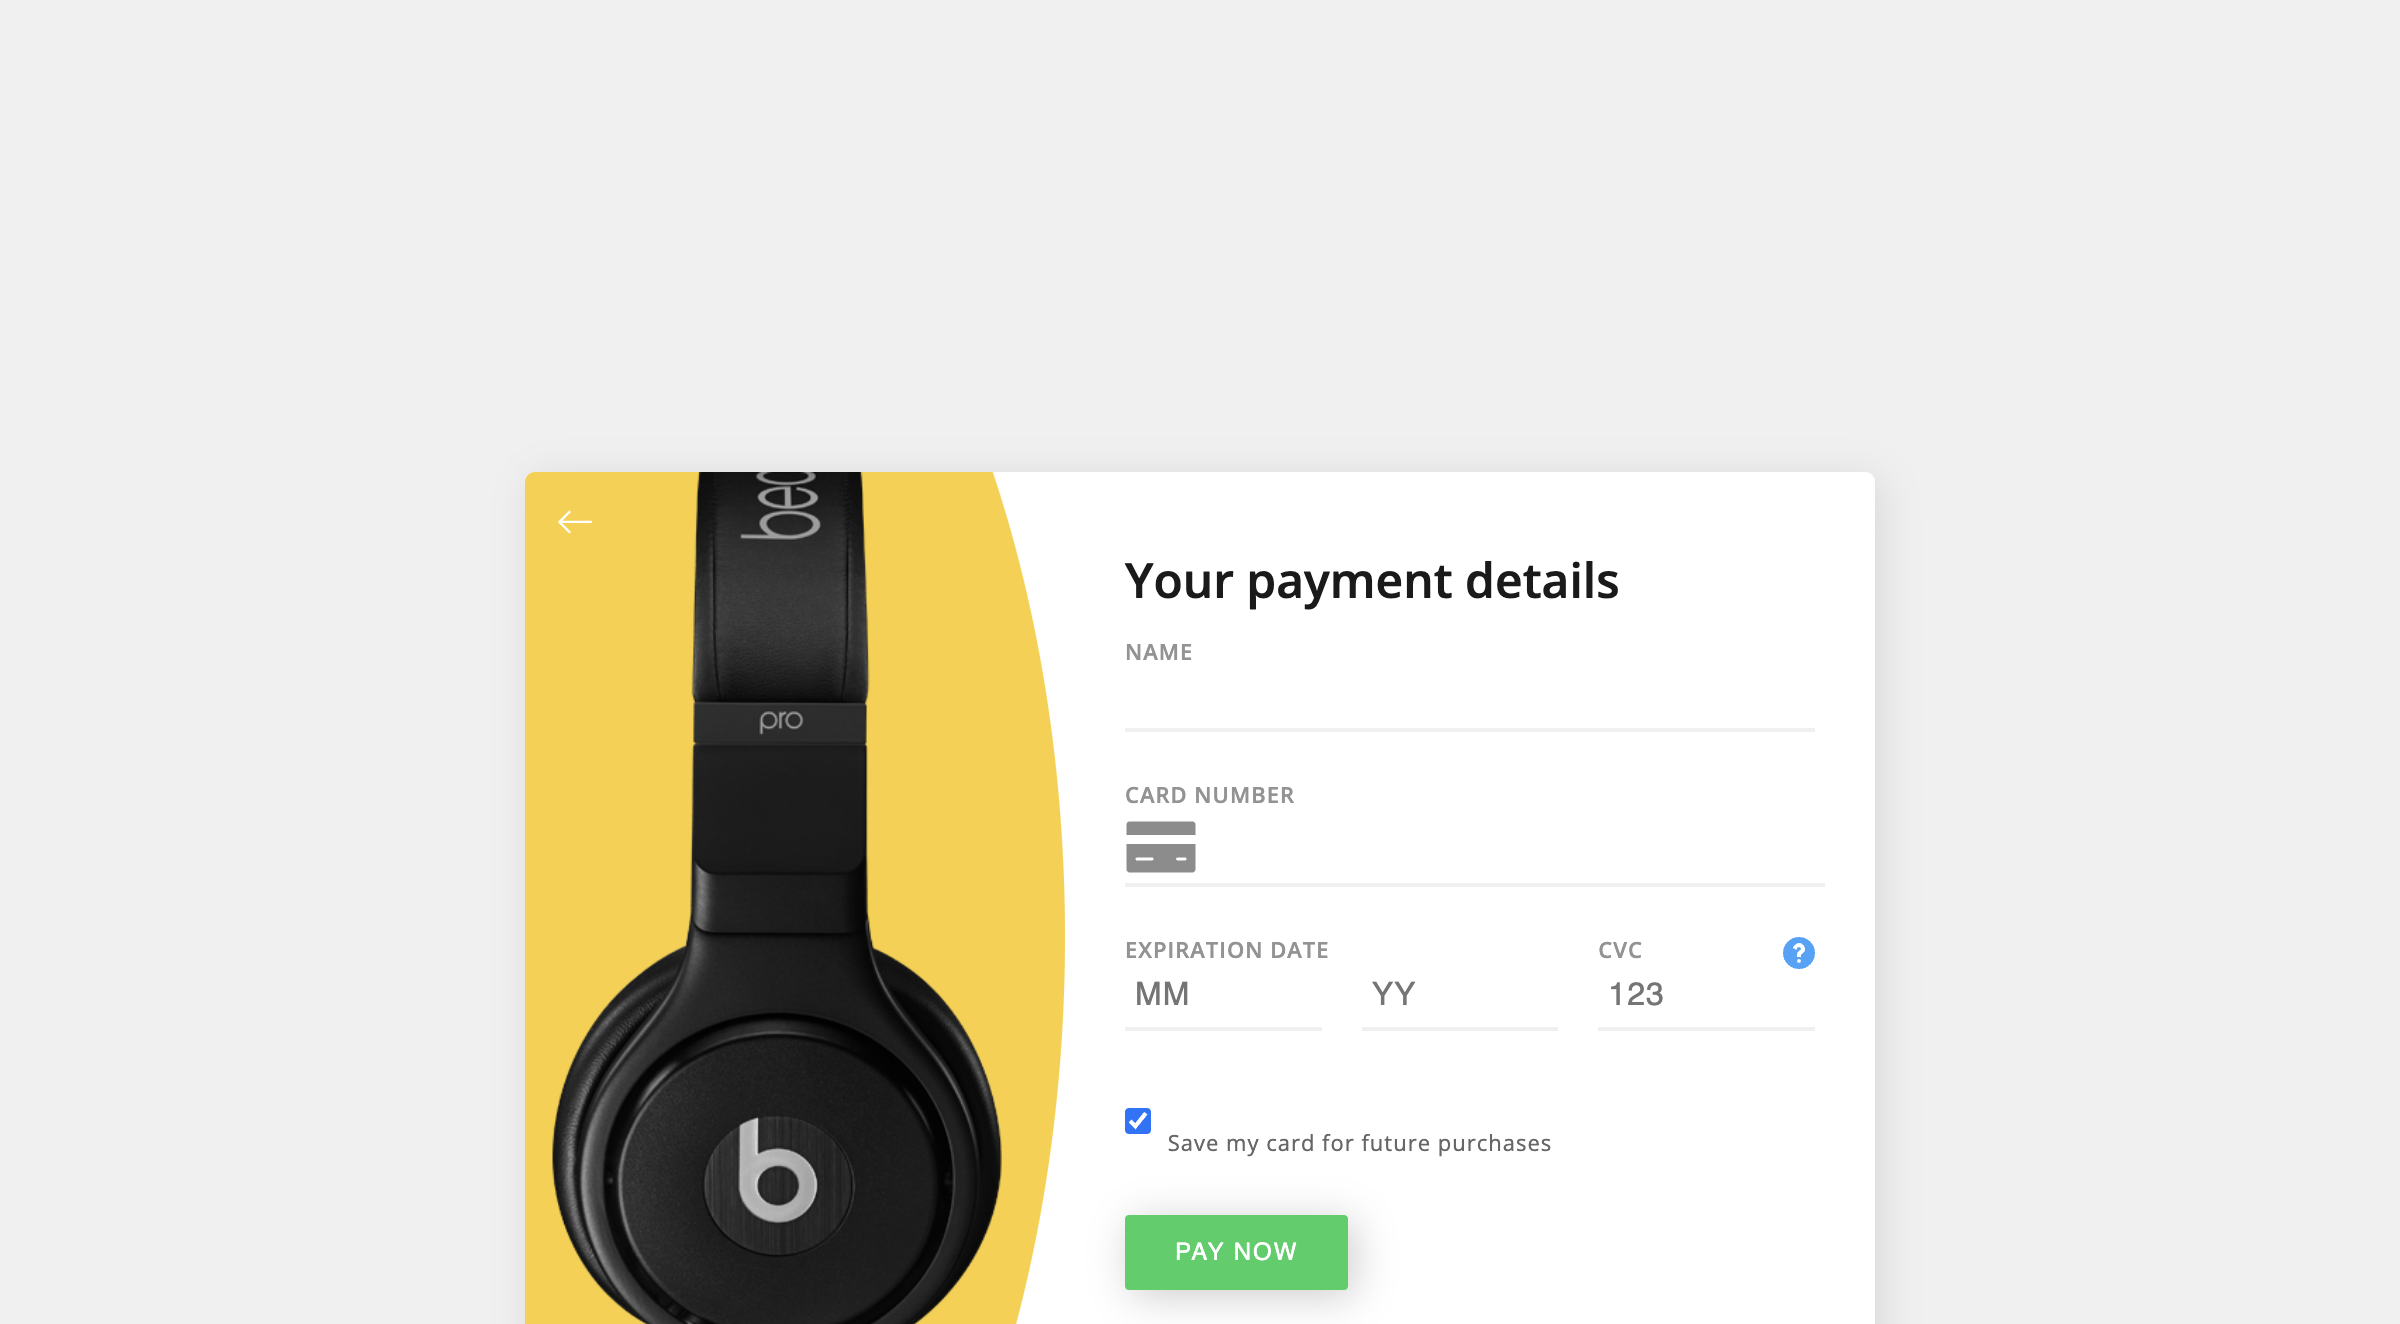 bea
Your payment details
NAME
pro
CARD NUMBER
EXPIRATION DATE
CVC
?
MM
YY
123
Save my card for future purchases
b
PAY NOW